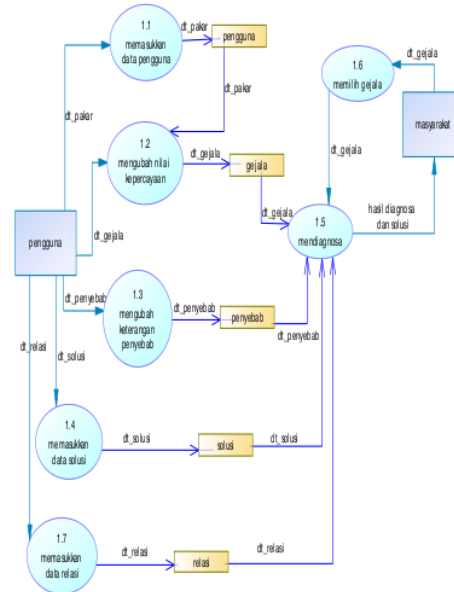 1.1
memasukkan
data pengguna
dt_pakar
pengguna
dt_gejala
1.6
memilih gejala
masyarakat
dt_pakar
dt_pakar
1.2
mengubah nilai
kepercayaan
dt_gejala
gejala
dt_gejala
dt_gejala
hasil diagnosa
dan solusi
1.5
mendiagnosa
pengguna
dt_gejala
dt_penyebab
1.3
mengubah
keterangan
penyebab
dt_penyebab
penyebab
dt_penyebab
dt_relasi
dt_solusi
1.4
memasukkan
data solusi
dt_solusi
solusi
dt_solusi
1.7
memasukkan
data relasi
dt_relasi
relasi
dt_relasi